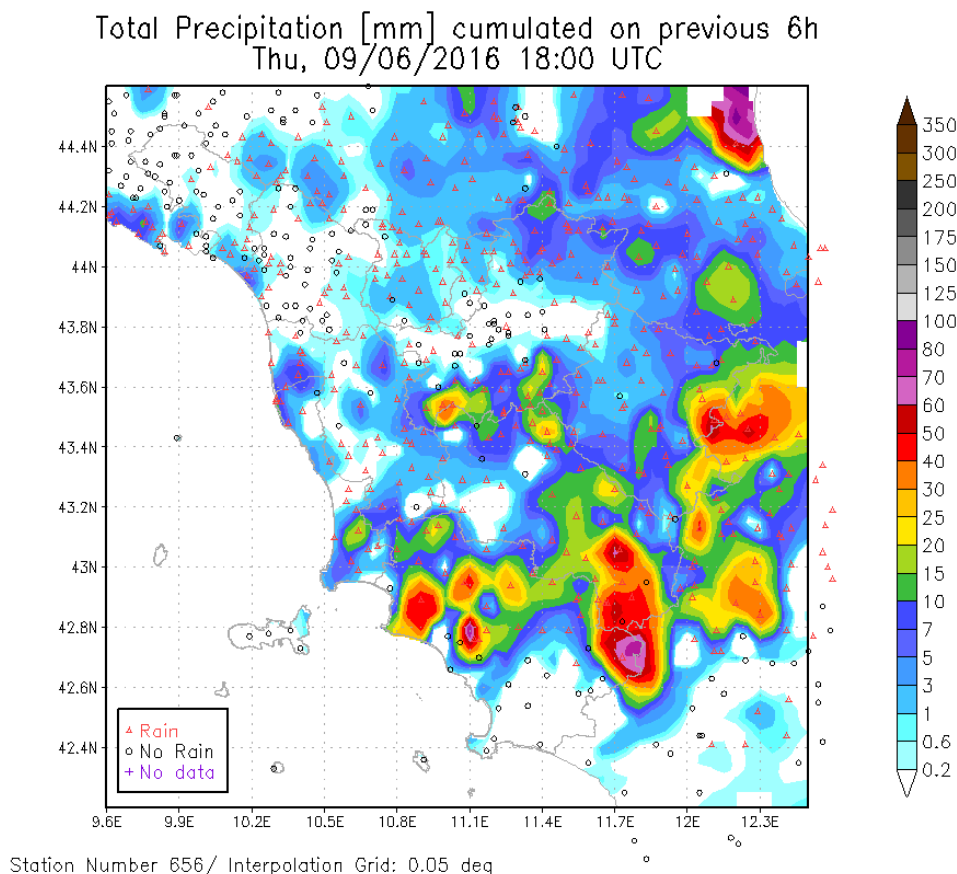 Total Precipitation [mm] cumulated on previous 6h
Thu, 09/06/2016 18:00 UTC
44.4N
44.2N
44N
43.8N
43.6N
43.4N
43.2N
43N
42.8N
42.6N
42.4N
Rain
No Rain
No data
9.6E 9.9E 10.2E 10.5E 10.8E 11.1E 11.4E 11.7E 12E 12.3E
350
300
250
200
175
150
125
100
80
70
60
50
40
30
25
20
15
10
7
5
3
1
0.6
0.2
Station Number 656/ Interpolation Grid: 0.05 deg